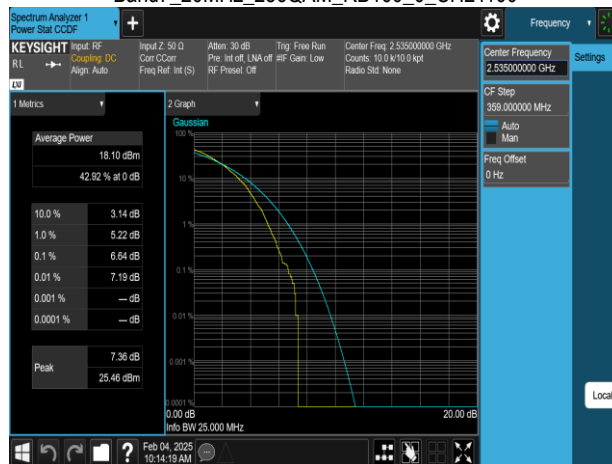 Spectrum Analyzer 1
Power Stat CCDF
Frequency
KEYSIGHT
RL
LXI
Input: RF
Coupling: DC
Align: Auto
Input Z: 50 Ω
Corr CCorr
Freq Ref: Int (S)
Atten: 30 dB
Pre: Int off, LNA off
RF Presel: Off
Trig: Free Run
#IF Gain: Low
Center Freq: 2.535000000 GHz
Counts: 10.0 k/10.0 kpt
Radio Std: None
Center Frequency
2.535000000 GHz
Settings
CF Step
359.000000 MHz
Auto
Man
Freq Offset
0 Hz
1 Metrics
2 Graph
Average Power
18.10 dBm
42.92 % at 0 dB
10.0 % 3.14 dB
1.0 % 5.22 dB
0.1 % 6.64 dB
0.01 % 7.19 dB
0.001 % --- dB
0.0001 % --- dB
Peak
7.36 dB
25.46 dBm
Gaussian
100 %
10 %
1 %
0.1 %
0.01 %
0.001 %
0.0001 %
0.00 dB
20.00 dB
Info BW 25.000 MHz
Local
?
Feb 04, 2025
10:14:19 AM